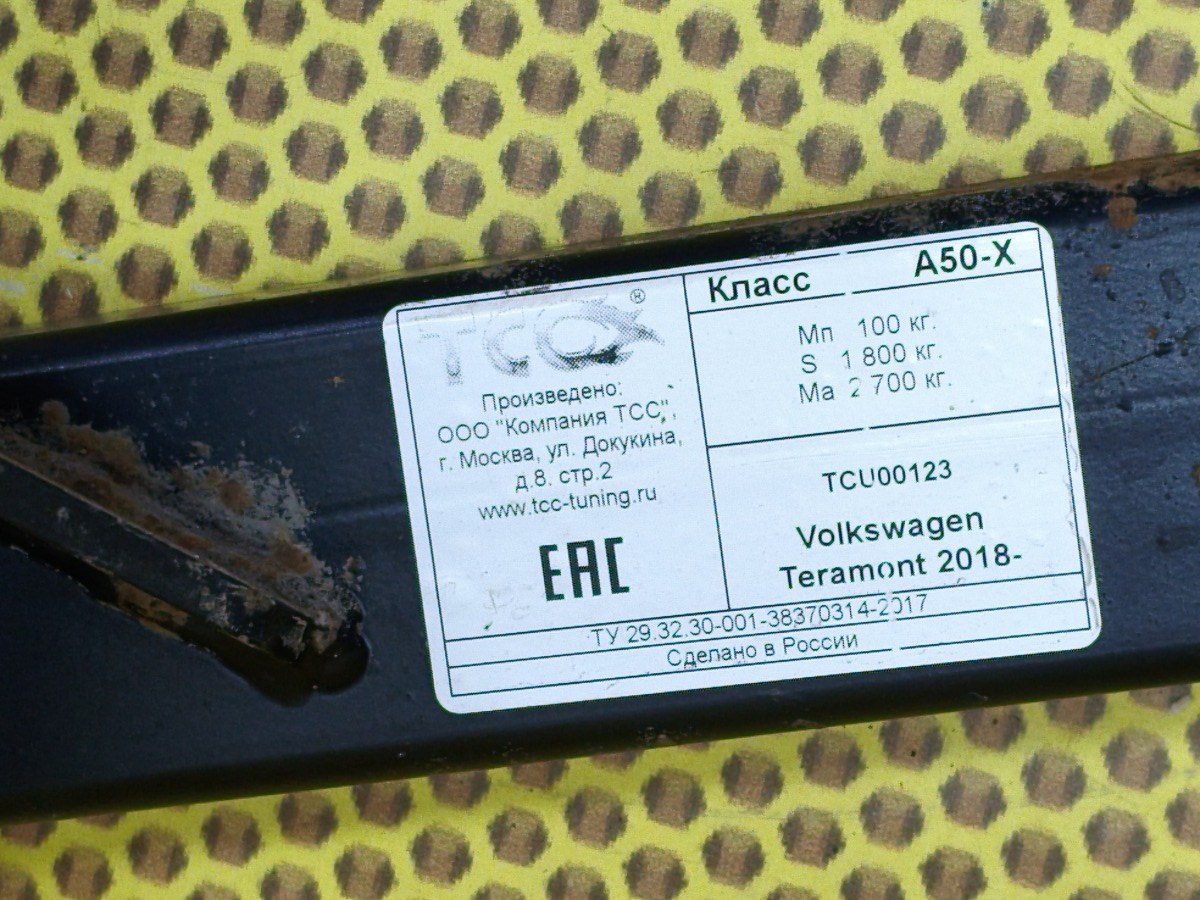 TCC®
Произведено:
ООО "Компания ТСС",
г. Москва, ул. Докукина,
д.8. стр.2
www.tcc-tuning.ru
EAC
Класс A50-X
Мп 100 кг.
S 1 800 кг.
Ма 2 700 кг.
TCU00123
Volkswagen
Teramont 2018-
ТУ 29.32.30-001-38370314-2017
Сделано в России